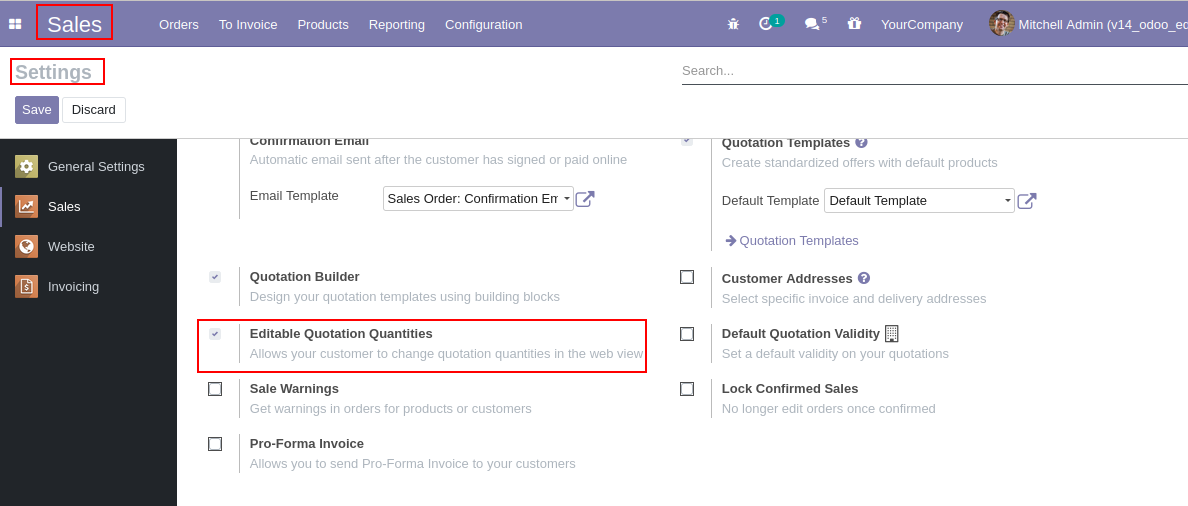 Sales Orders To Invoice Products Reporting Configuration 1 5 YourCompany Mitchell Admin (v14_odoo_ed
Settings Search...
Save Discard
General Settings
Sales
Website
Invoicing
Confirmation Email
Automatic email sent after the customer has signed or paid online
Email Template Sales Order: Confirmation Em
Quotation Templates ?
Create standardized offers with default products
Default Template Default Template
Quotation Templates
Quotation Builder
Design your quotation templates using building blocks
Customer Addresses ?
Select specific invoice and delivery addresses
Editable Quotation Quantities
Allows your customer to change quotation quantities in the web view
Default Quotation Validity
Set a default validity on your quotations
Sale Warnings
Get warnings in orders for products or customers
Lock Confirmed Sales
No longer edit orders once confirmed
Pro-Forma Invoice
Allows you to send Pro-Forma Invoice to your customers